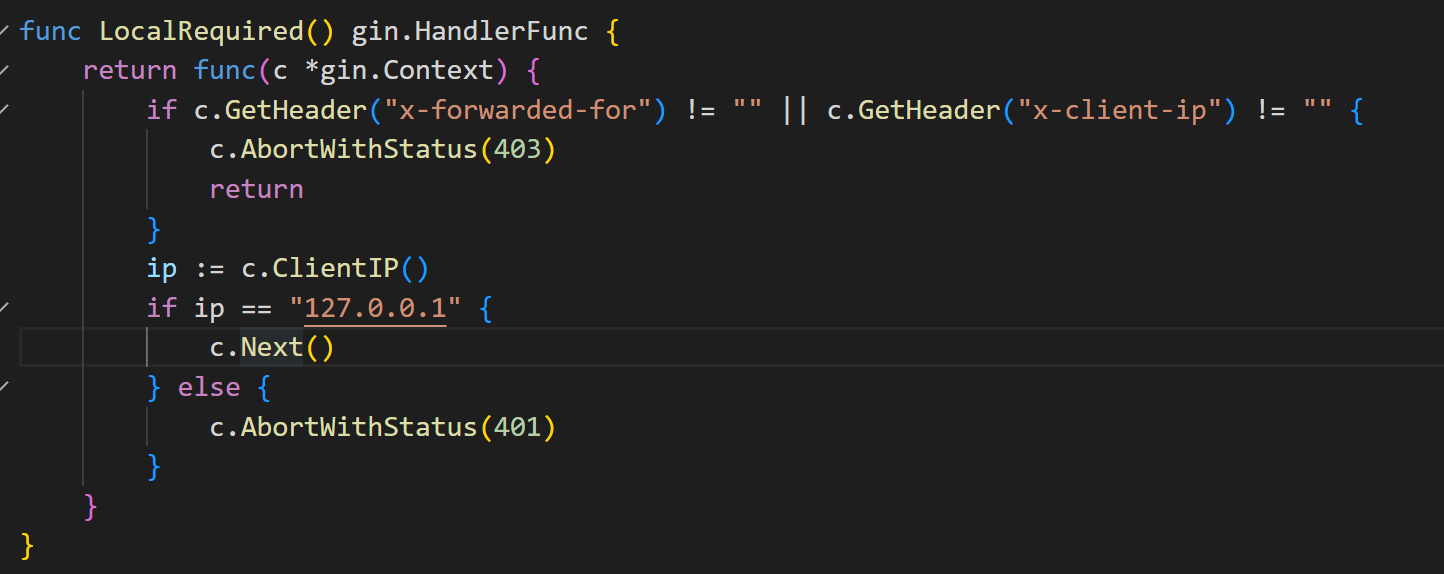 func LocalRequired() gin.HandlerFunc {
    return func(c *gin.Context) {
        if c.GetHeader("x-forwarded-for") != "" || c.GetHeader("x-client-ip") != "" {
            c.AbortWithStatus(403)
            return
        }
        ip := c.ClientIP()
        if ip == "127.0.0.1" {
            c.Next()
        } else {
            c.AbortWithStatus(401)
        }
    }
}